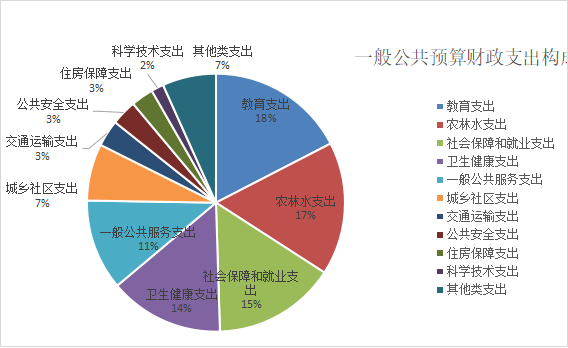 一般公共预算财政支出构成
科学技术支出
2%
其他类支出
7%
住房保障支出
3%
公共安全支出
3%
交通运输支出
3%
城乡社区支出
7%
教育支出
18%
农林水支出
17%
一般公共服务支出
11%
社会保障和就业支
出
15%
卫生健康支出
14%
教育支出
农林水支出
社会保障和就业支出
卫生健康支出
一般公共服务支出
城乡社区支出
交通运输支出
公共安全支出
住房保障支出
科学技术支出
其他类支出